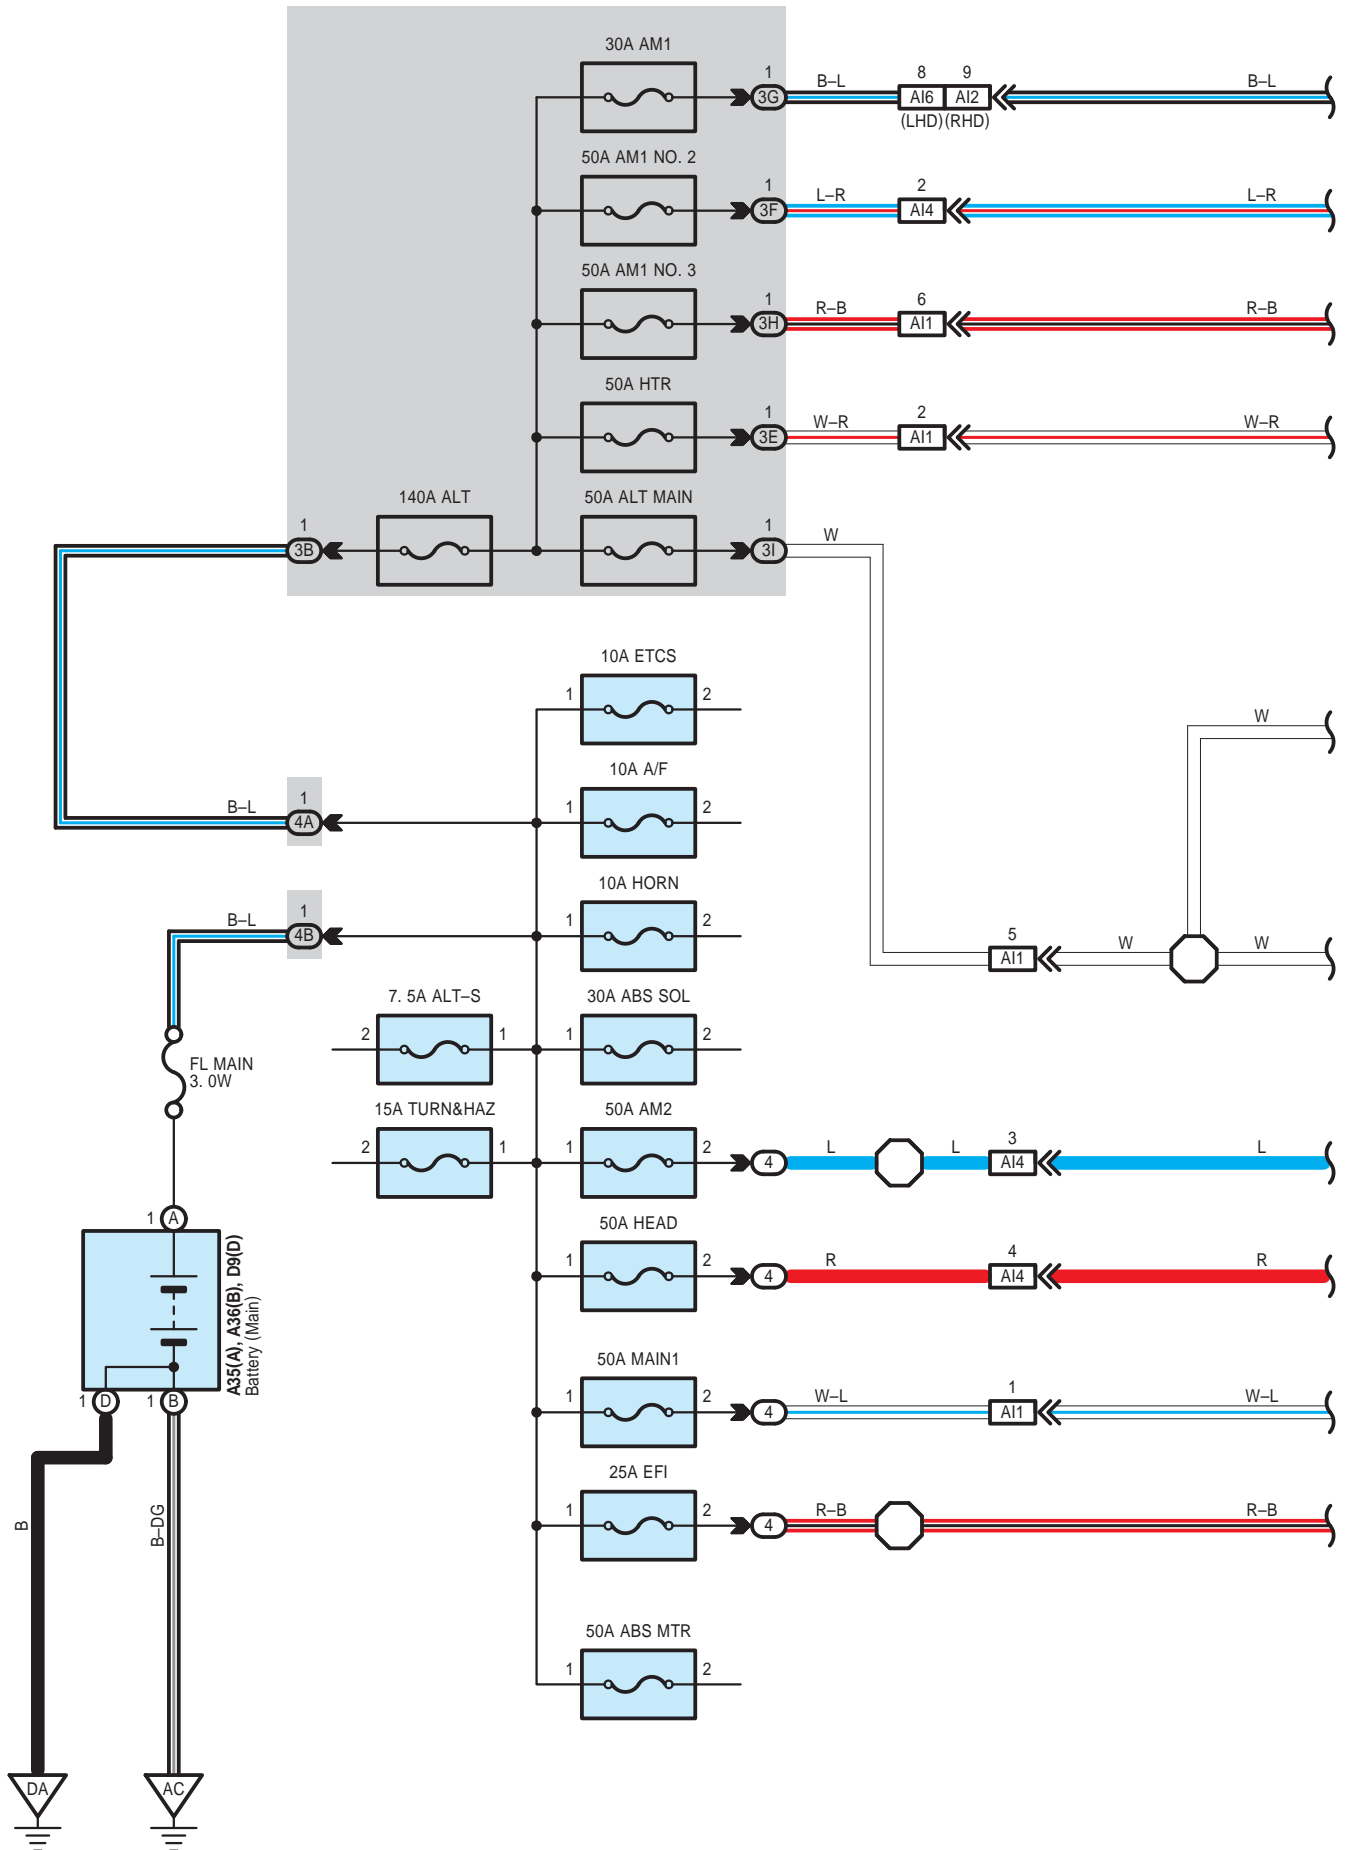 30A AM1
1
3G
B–L
8 9
AI6 AI2
(LHD) (RHD)
B–L
50A AM1 NO. 2
1
3F
L–R
2
AI4
L–R
50A AM1 NO. 3
1
3H
R–B
6
AI1
R–B
50A HTR
1
3E
W–R
2
AI1
W–R
140A ALT
50A ALT MAIN
1
3B
1
3I
W
10A ETCS
1 2
W
10A A/F
1 2
B–L
1
4A
10A HORN
1 2
B–L
1
4B
5
AI1
W
W
7. 5A ALT–S
2 1
30A ABS SOL
1 2
FL MAIN
3. 0W
15A TURN&HAZ
2 1
50A AM2
1 2
4
L
L
3
AI4
L
1 A
50A HEAD
1 2
4
R
4
AI4
R
A35(A), A36(B), D9(D)
Battery (Main)
50A MAIN1
1 2
4
W–L
1
AI1
W–L
1 D
1 B
25A EFI
1 2
4
R–B
R–B
B
B–DG
50A ABS MTR
1 2
DA
AC